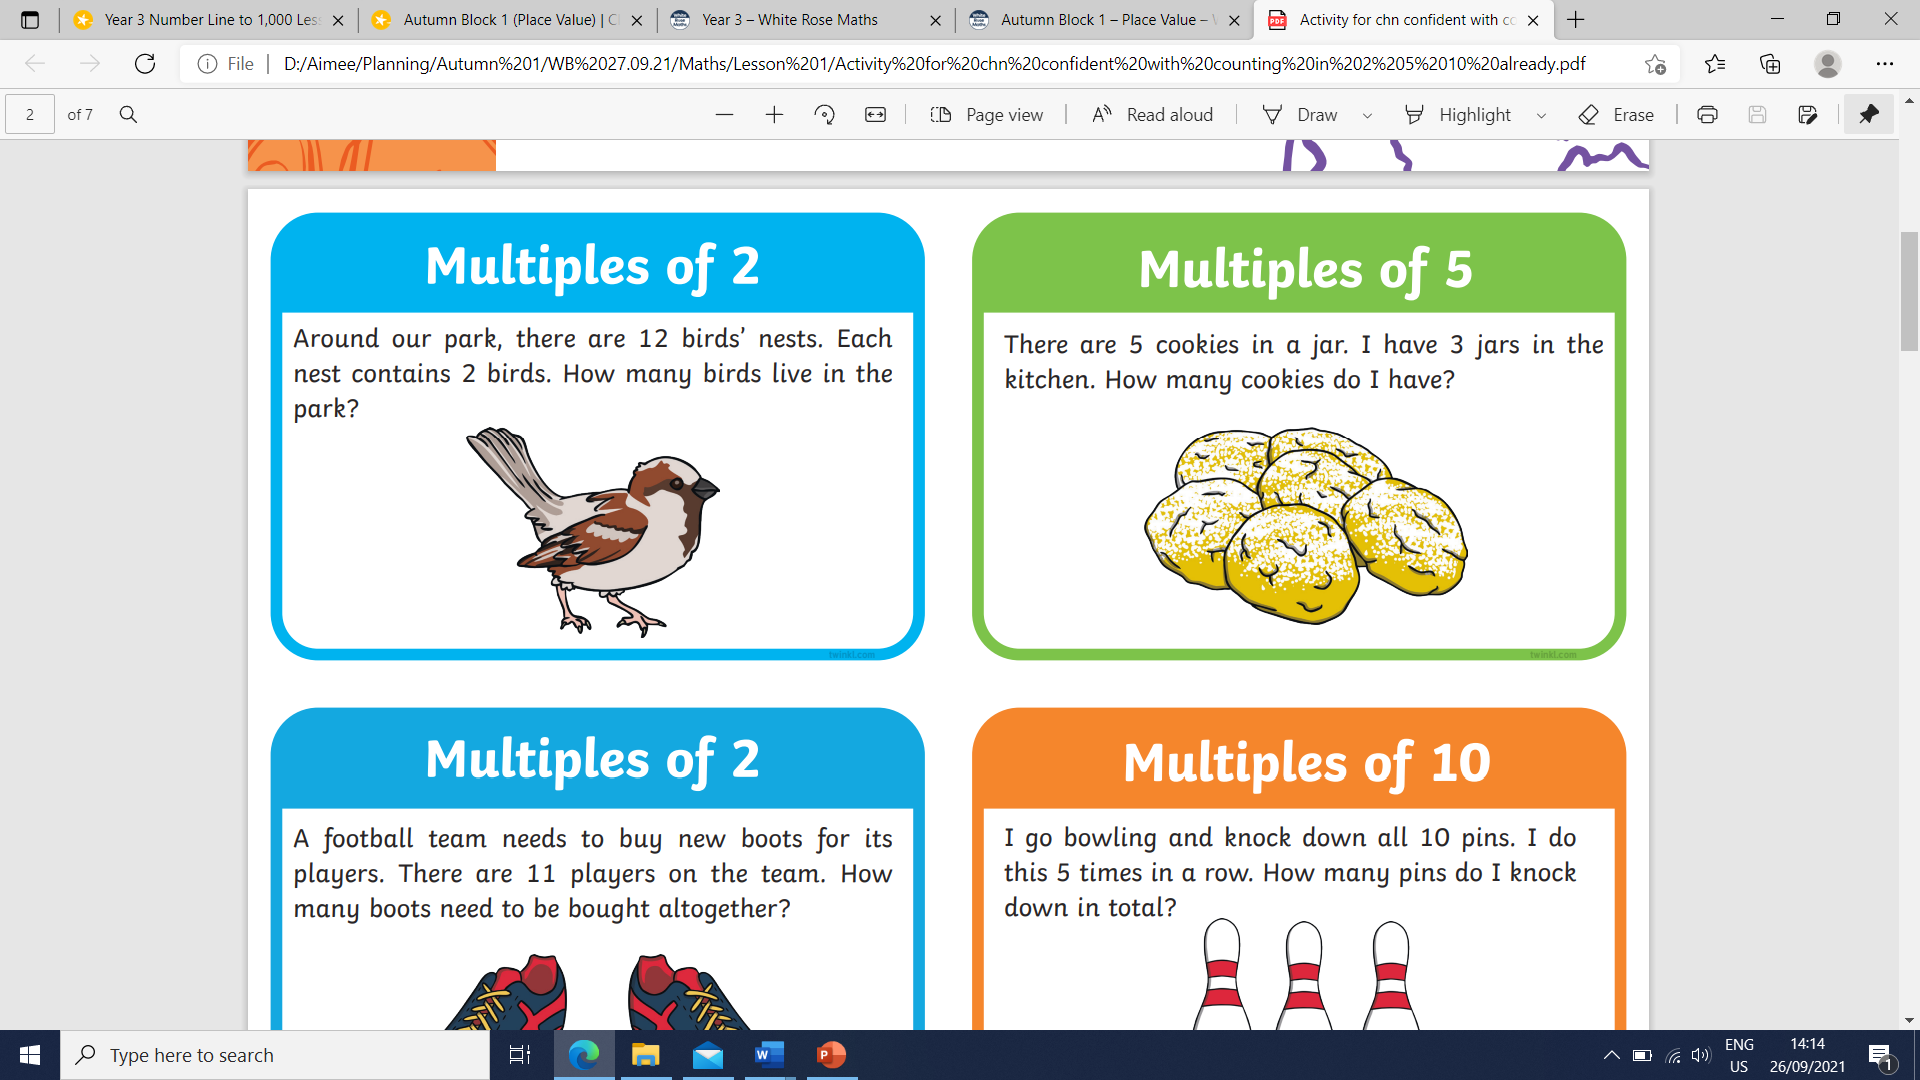 Year 3 Number Line to 1,000 Les
Autumn Block 1 (Place Value) | C
Year 3 – White Rose Maths
Autumn Block 1 – Place Value –
Activity for chn confident with co
File
D:/Aimee/Planning/Autumn%201/WB%2027.09.21/Maths/Lesson%201/Activity%20for%20chn%20confident%20with%20counting%20in%202%205%2010%20already.pdf
2 of 7
Page view
Read aloud
Draw
Highlight
Erase
Multiples of 2
Around our park, there are 12 birds’ nests. Each
nest contains 2 birds. How many birds live in the
park?
twinkl.com
Multiples of 5
There are 5 cookies in a jar. I have 3 jars in the
kitchen. How many cookies do I have?
twinkl.com
Multiples of 2
A football team needs to buy new boots for its
players. There are 11 players on the team. How
many boots need to be bought altogether?
Multiples of 10
I go bowling and knock down all 10 pins. I do
this 5 times in a row. How many pins do I knock
down in total?
Type here to search
ENG
US
14:14
26/09/2021
1